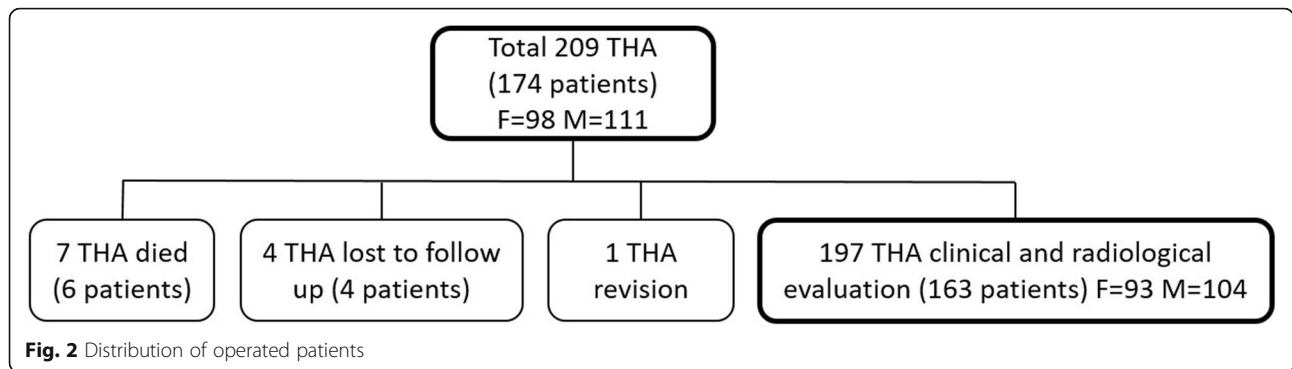 Total 209 THA
(174 patients)
F=98 M=111
7 THA died
(6 patients)
4 THA lost to follow
up (4 patients)
1 THA
revision
197 THA clinical and radiological
evaluation (163 patients) F=93 M=104
Fig. 2 Distribution of operated patients